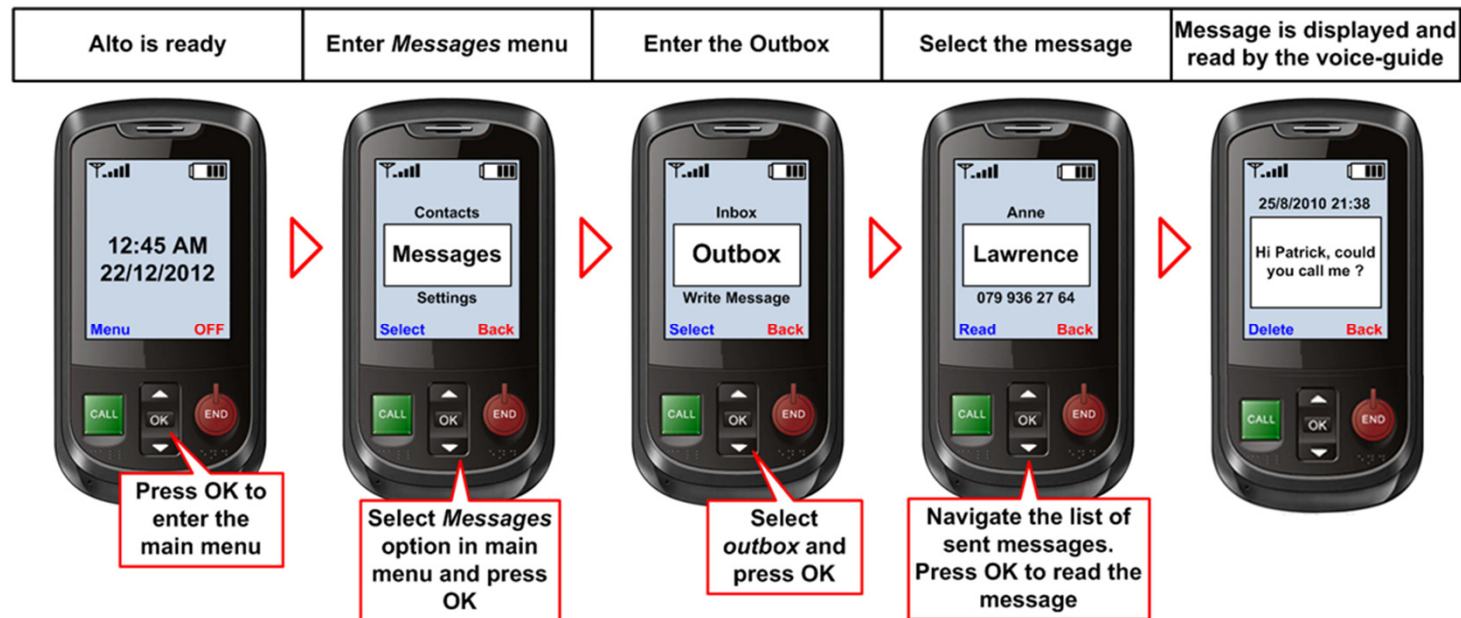 Alto is ready
Enter Messages menu
Enter the Outbox
Select the message
Message is displayed and
read by the voice-guide
12:45 AM
22/12/2012
Menu OFF
CALL OK END
Press OK to
enter the
main menu
Contacts
Messages
Settings
Select Back
CALL OK END
Select Messages
option in main
menu and press
OK
Inbox
Outbox
Write Message
Select Back
CALL OK END
Select
outbox and
press OK
Anne
Lawrence
079 936 27 64
Read Back
CALL OK END
Navigate the list of
sent messages.
Press OK to read the
message
25/8/2010 21:38
Hi Patrick, could
you call me ?
Delete Back
CALL OK END